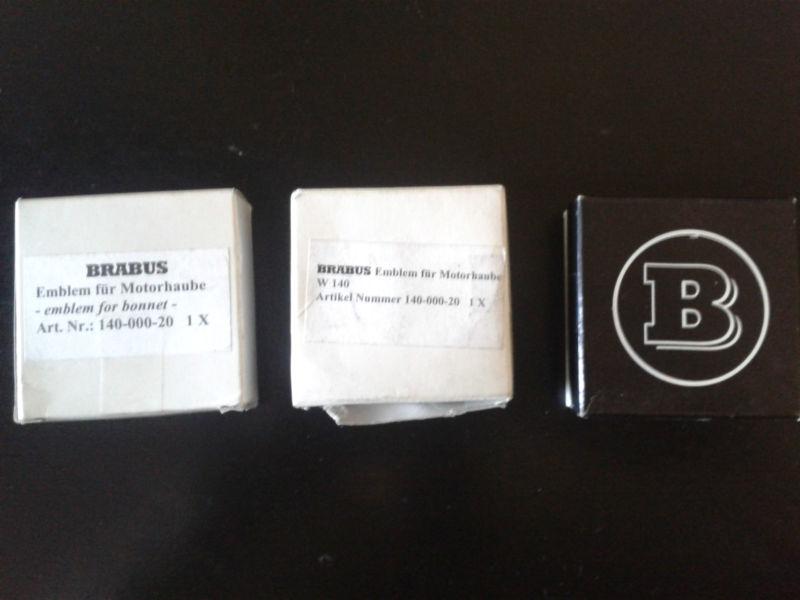 BRABUS
Emblem für Motorhaube
- emblem for bonnet -
Art. Nr.: 140-000-20 1 X
BRABUS Emblem für Motorhaube
W 140
Artikel Nummer 140-000-20 1 X
B